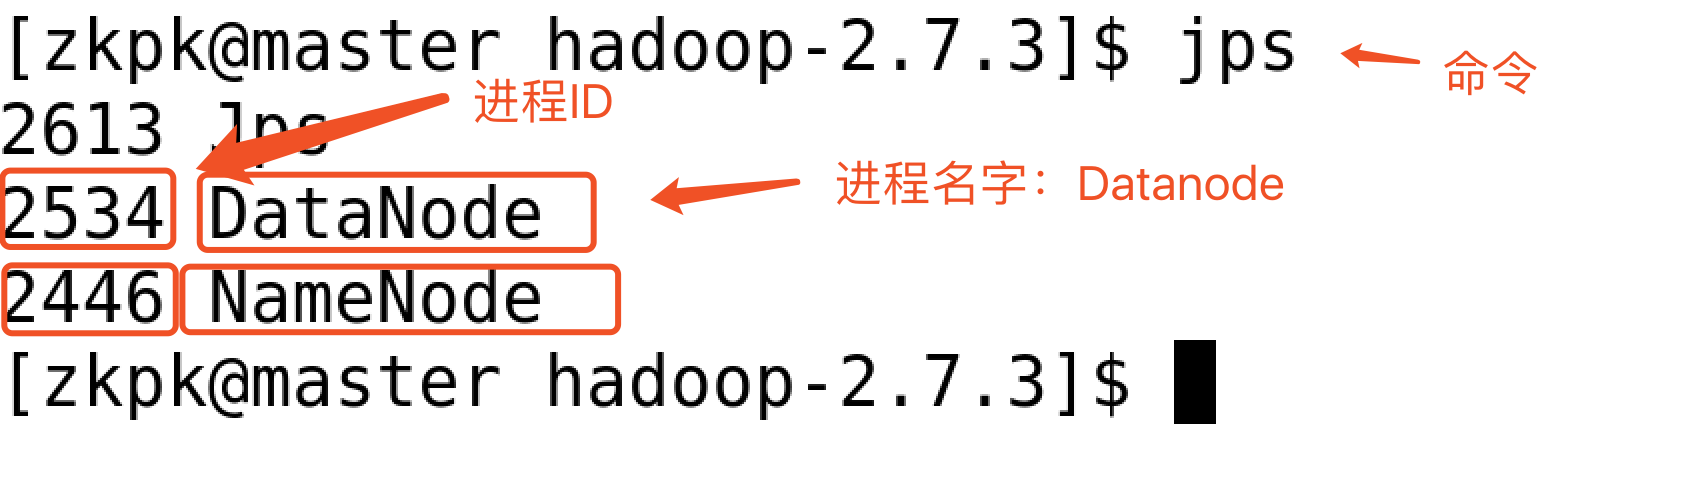 [zkpk@master hadoop-2.7.3]$ jps
命令
进程ID
2613 Jps
进程名字：Datanode
2534 DataNode
2446 NameNode
[zkpk@master hadoop-2.7.3]$